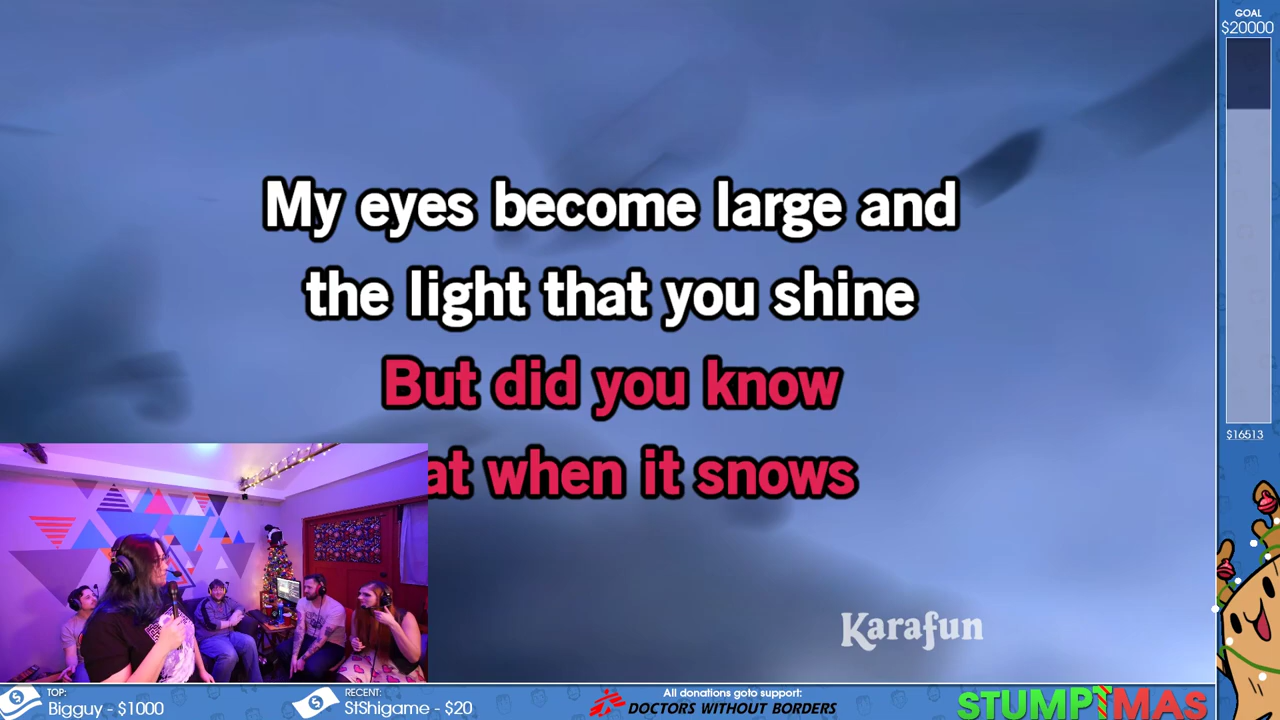 GOAL
$20000
My eyes become large and
the light that you shine
But did you know
at when it snows
$16513
Karafun
TOP:
Bigguy - $1000
RECENT:
StShigame - $20
All donations goto support:
DOCTORS WITHOUT BORDERS
STUMPTMAS